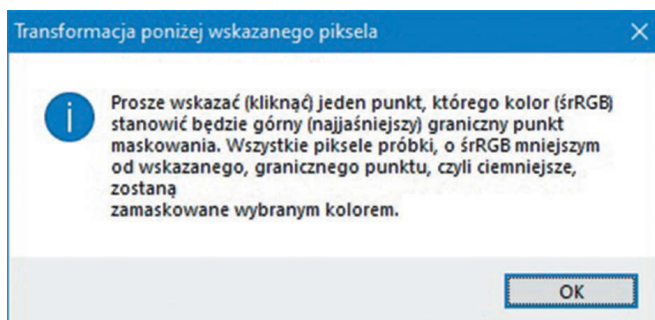 Transformacja poniżej wskazanego piksela
Prosze wskazać (kliknąć) jeden punkt, którego kolor (śrRGB)
stanowić będzie górny (najjaśniejszy) graniczny punkt
maskowania. Wszystkie piksele próbki, o śrRGB mniejszym
od wskazanego, granicznego punktu, czyli ciemniejsze,
zostaną
zamaskowane wybranym kolorem.
OK